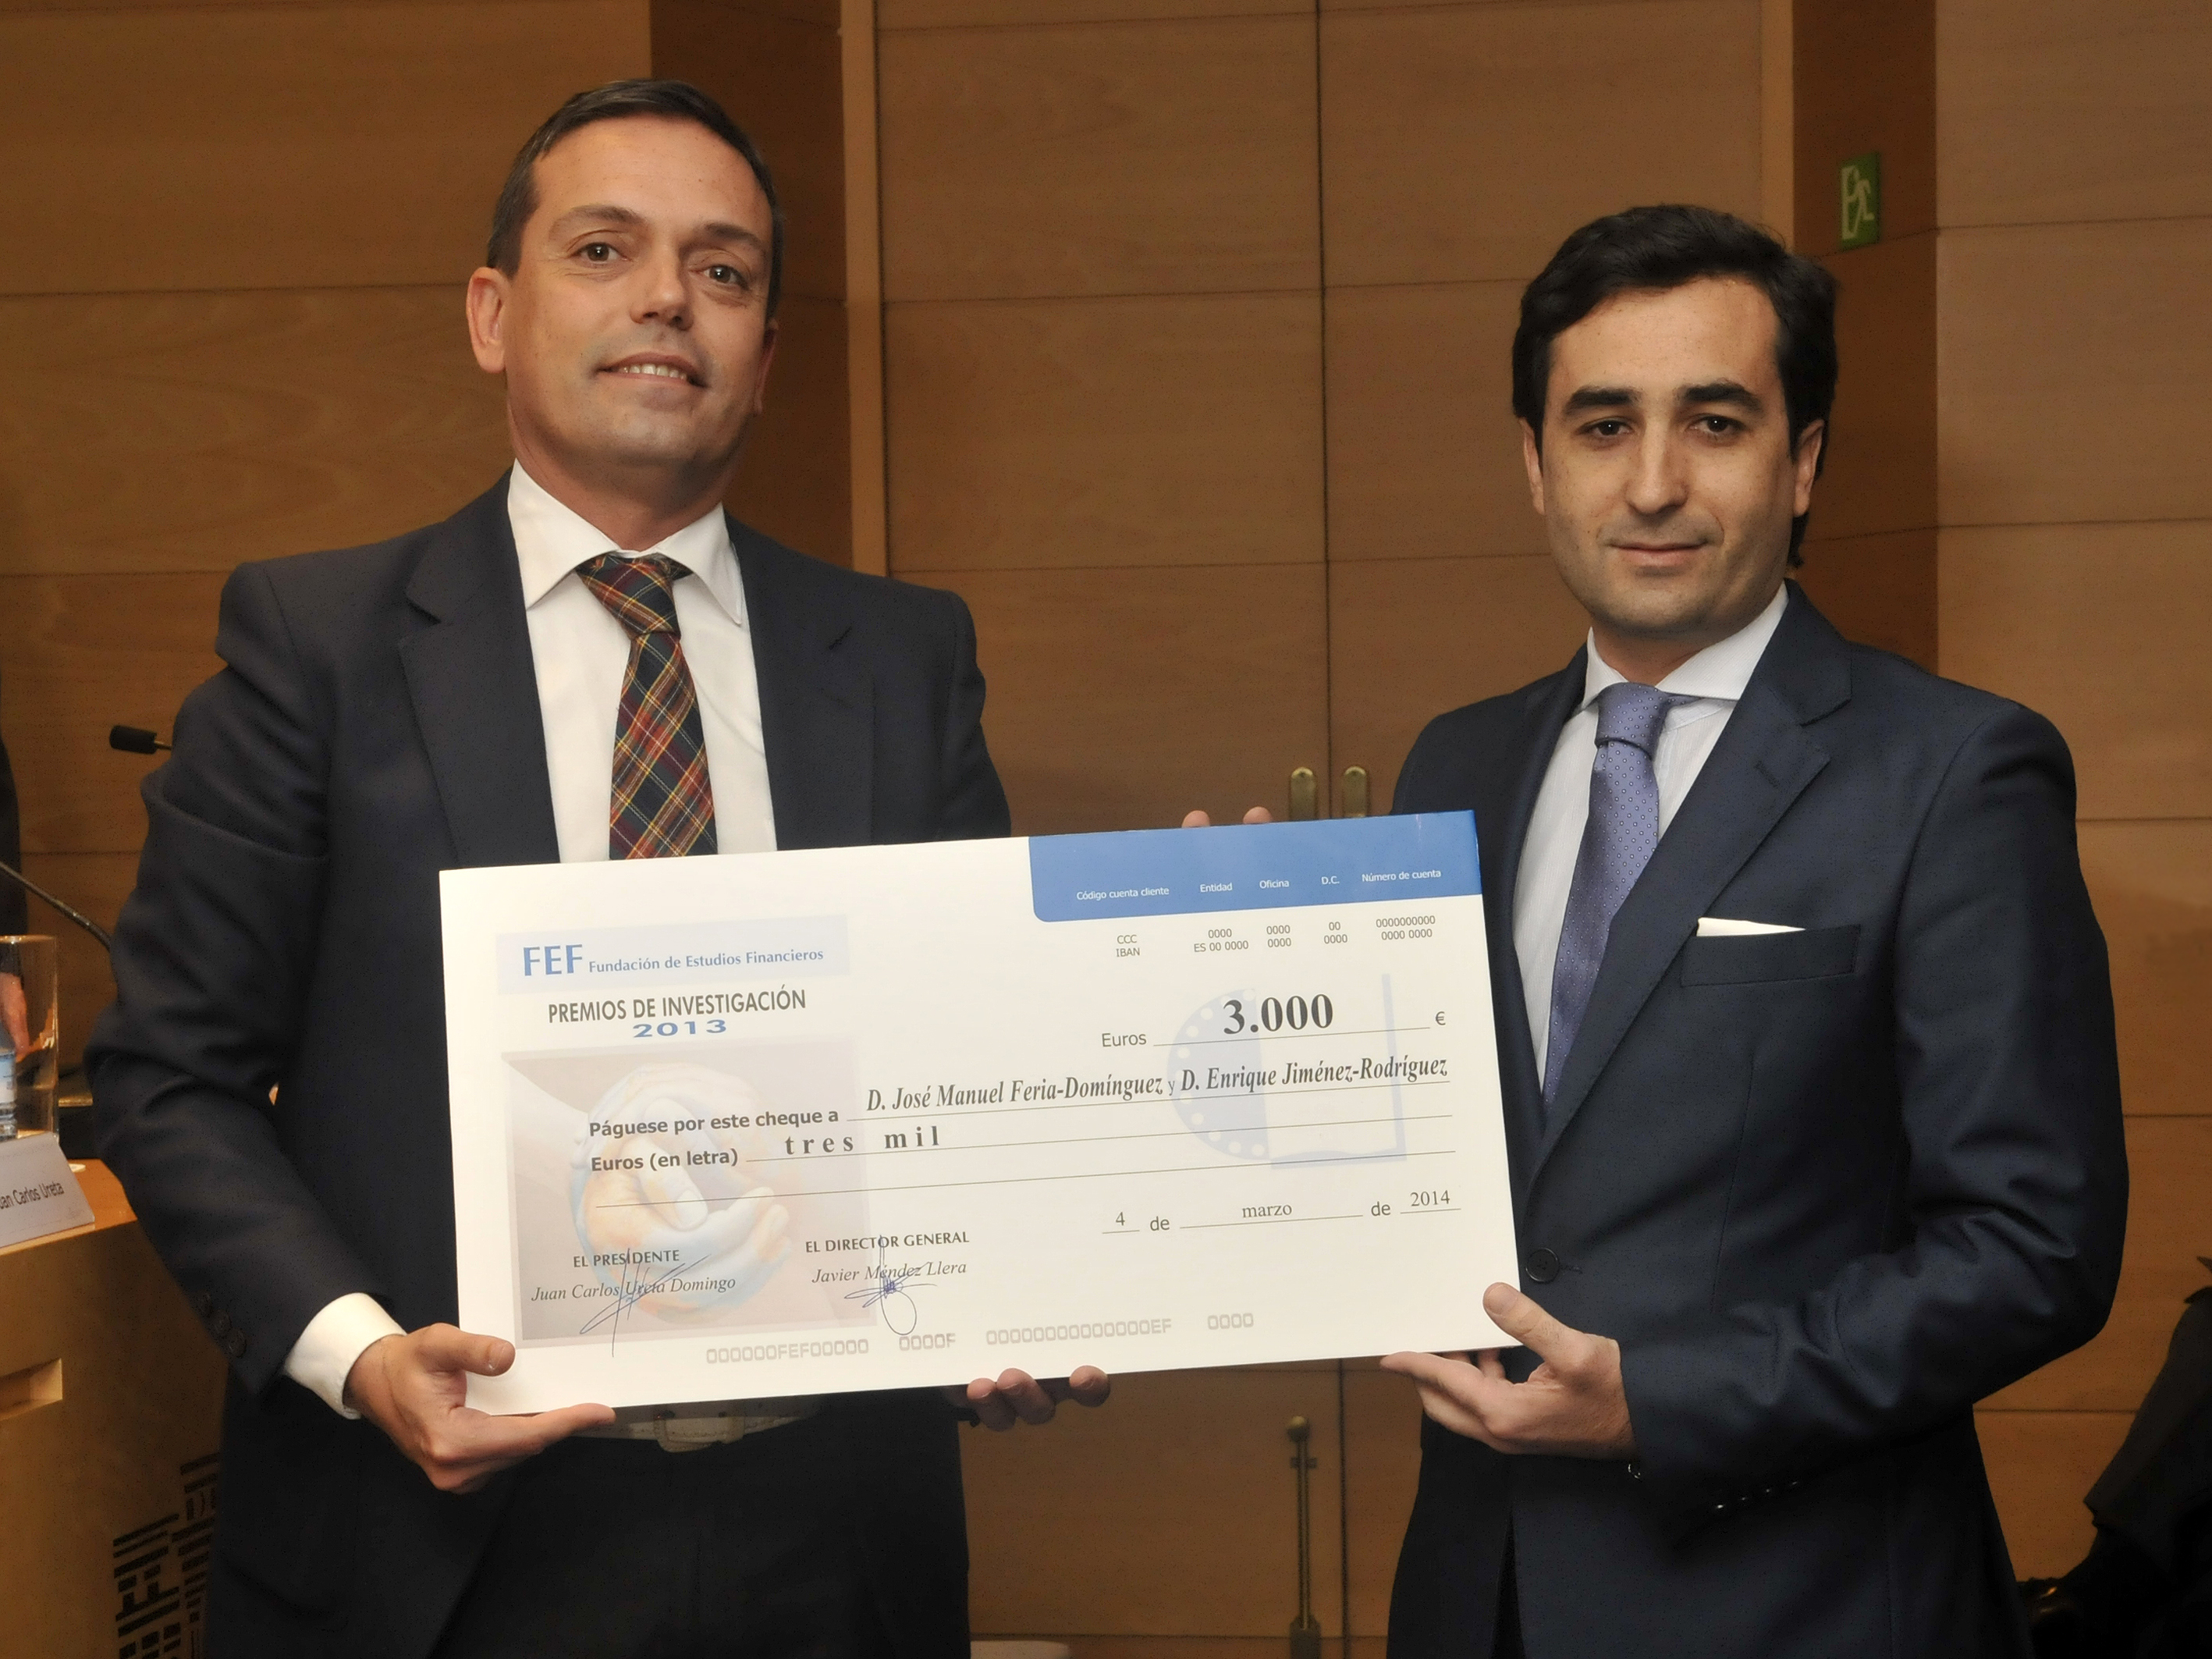 Código cuenta cliente Entidad Oficina D.C. Número de cuenta
CCC 0000 0000 00 0000000000
IBAN ES 00 0000 0000 0000 0000 0000
FEF Fundación de Estudios Financieros
PREMIOS DE INVESTIGACIÓN
2013
Euros 3.000 €
Páguese por este cheque a D. José Manuel Feria-Domínguez y D. Enrique Jiménez-Rodríguez
Euros (en letra) tres mil
4 de marzo de 2014
EL PRESIDENTE EL DIRECTOR GENERAL
Juan Carlos Ureta Domingo Javier Méndez Llera
000000FEF00000 0000F 00000000000000EF 0000
Carlos Ureta